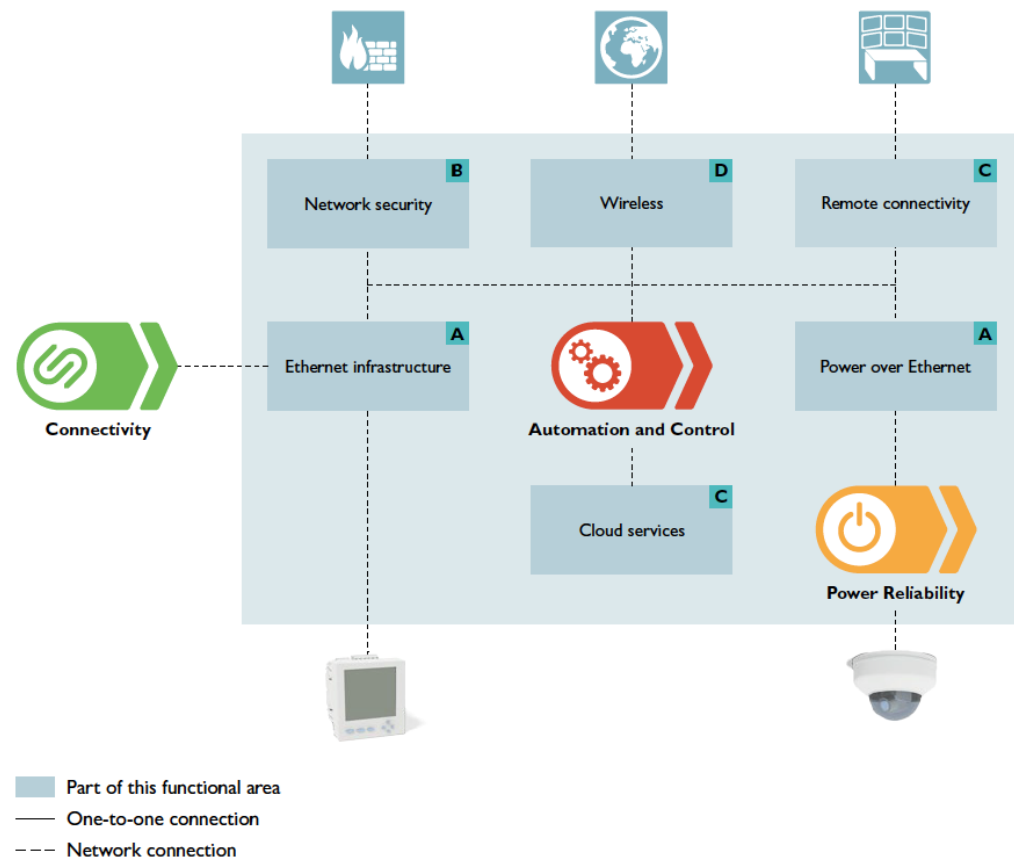 B
Network security
D
Wireless
C
Remote connectivity
A
Ethernet infrastructure
A
Power over Ethernet
Connectivity
Automation and Control
C
Cloud services
Power Reliability
Part of this functional area
One-to-one connection
Network connection